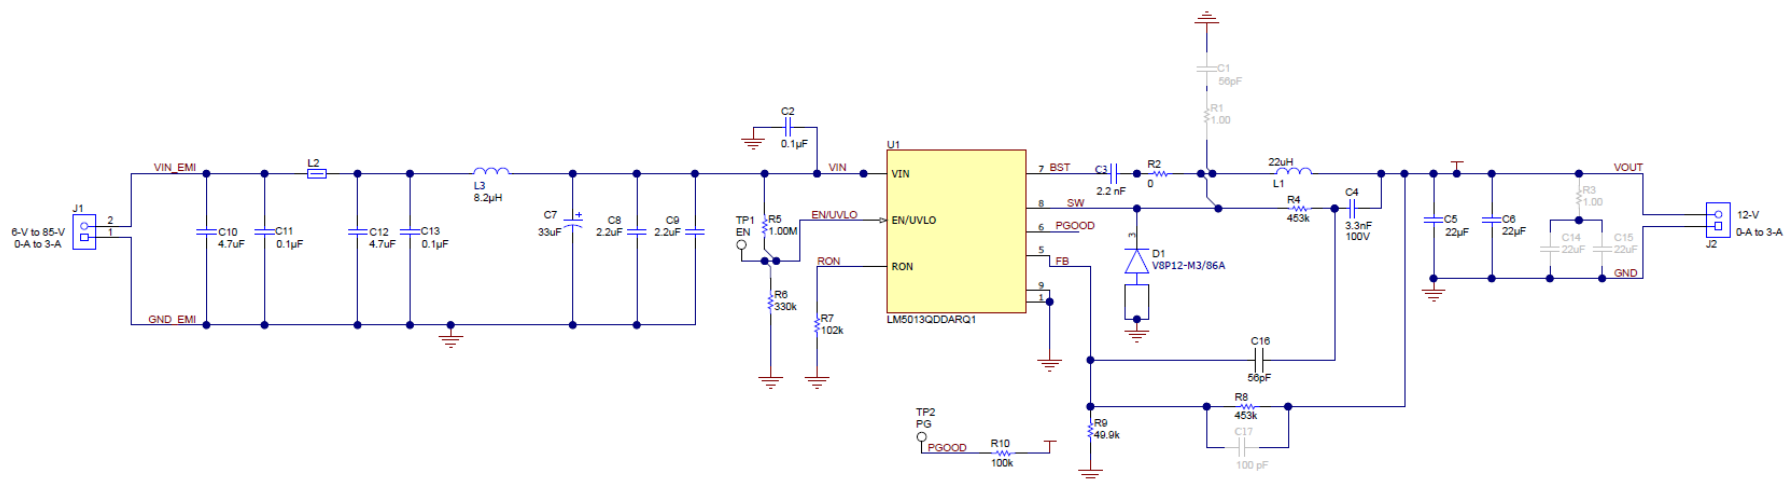 C1
56pF
R1
1.00
C2
0.1µF
U1
VIN_EMI
L2
L3
8.2µH
VIN
VIN
7
BST
C3
2.2 nF
R2
0
22uH
L1
VOUT
J1
2
1
6-V to 85-V
0-A to 3-A
C10
4.7uF
C11
0.1µF
C12
4.7uF
C13
0.1µF
C7
+
33uF
C8
2.2uF
C9
2.2uF
TP1
EN
R5
1.00M
EN/UVLO
EN/UVLO
8
SW
6
PGOOD
5
FB
R4
453k
C4
3.3nF
100V
C5
22µF
C6
22µF
R3
1.00
C14
22uF
C15
22uF
12-V
0-A to 3-A
J2
GND
3
D1
V8P12-M3/86A
RON
RON
9
1
R6
330k
R7
102k
LM5013QDDARQ1
GND_EMI
C16
56pF
R8
453k
C17
100 pF
R9
49.9k
TP2
PG
PGOOD
R10
100k